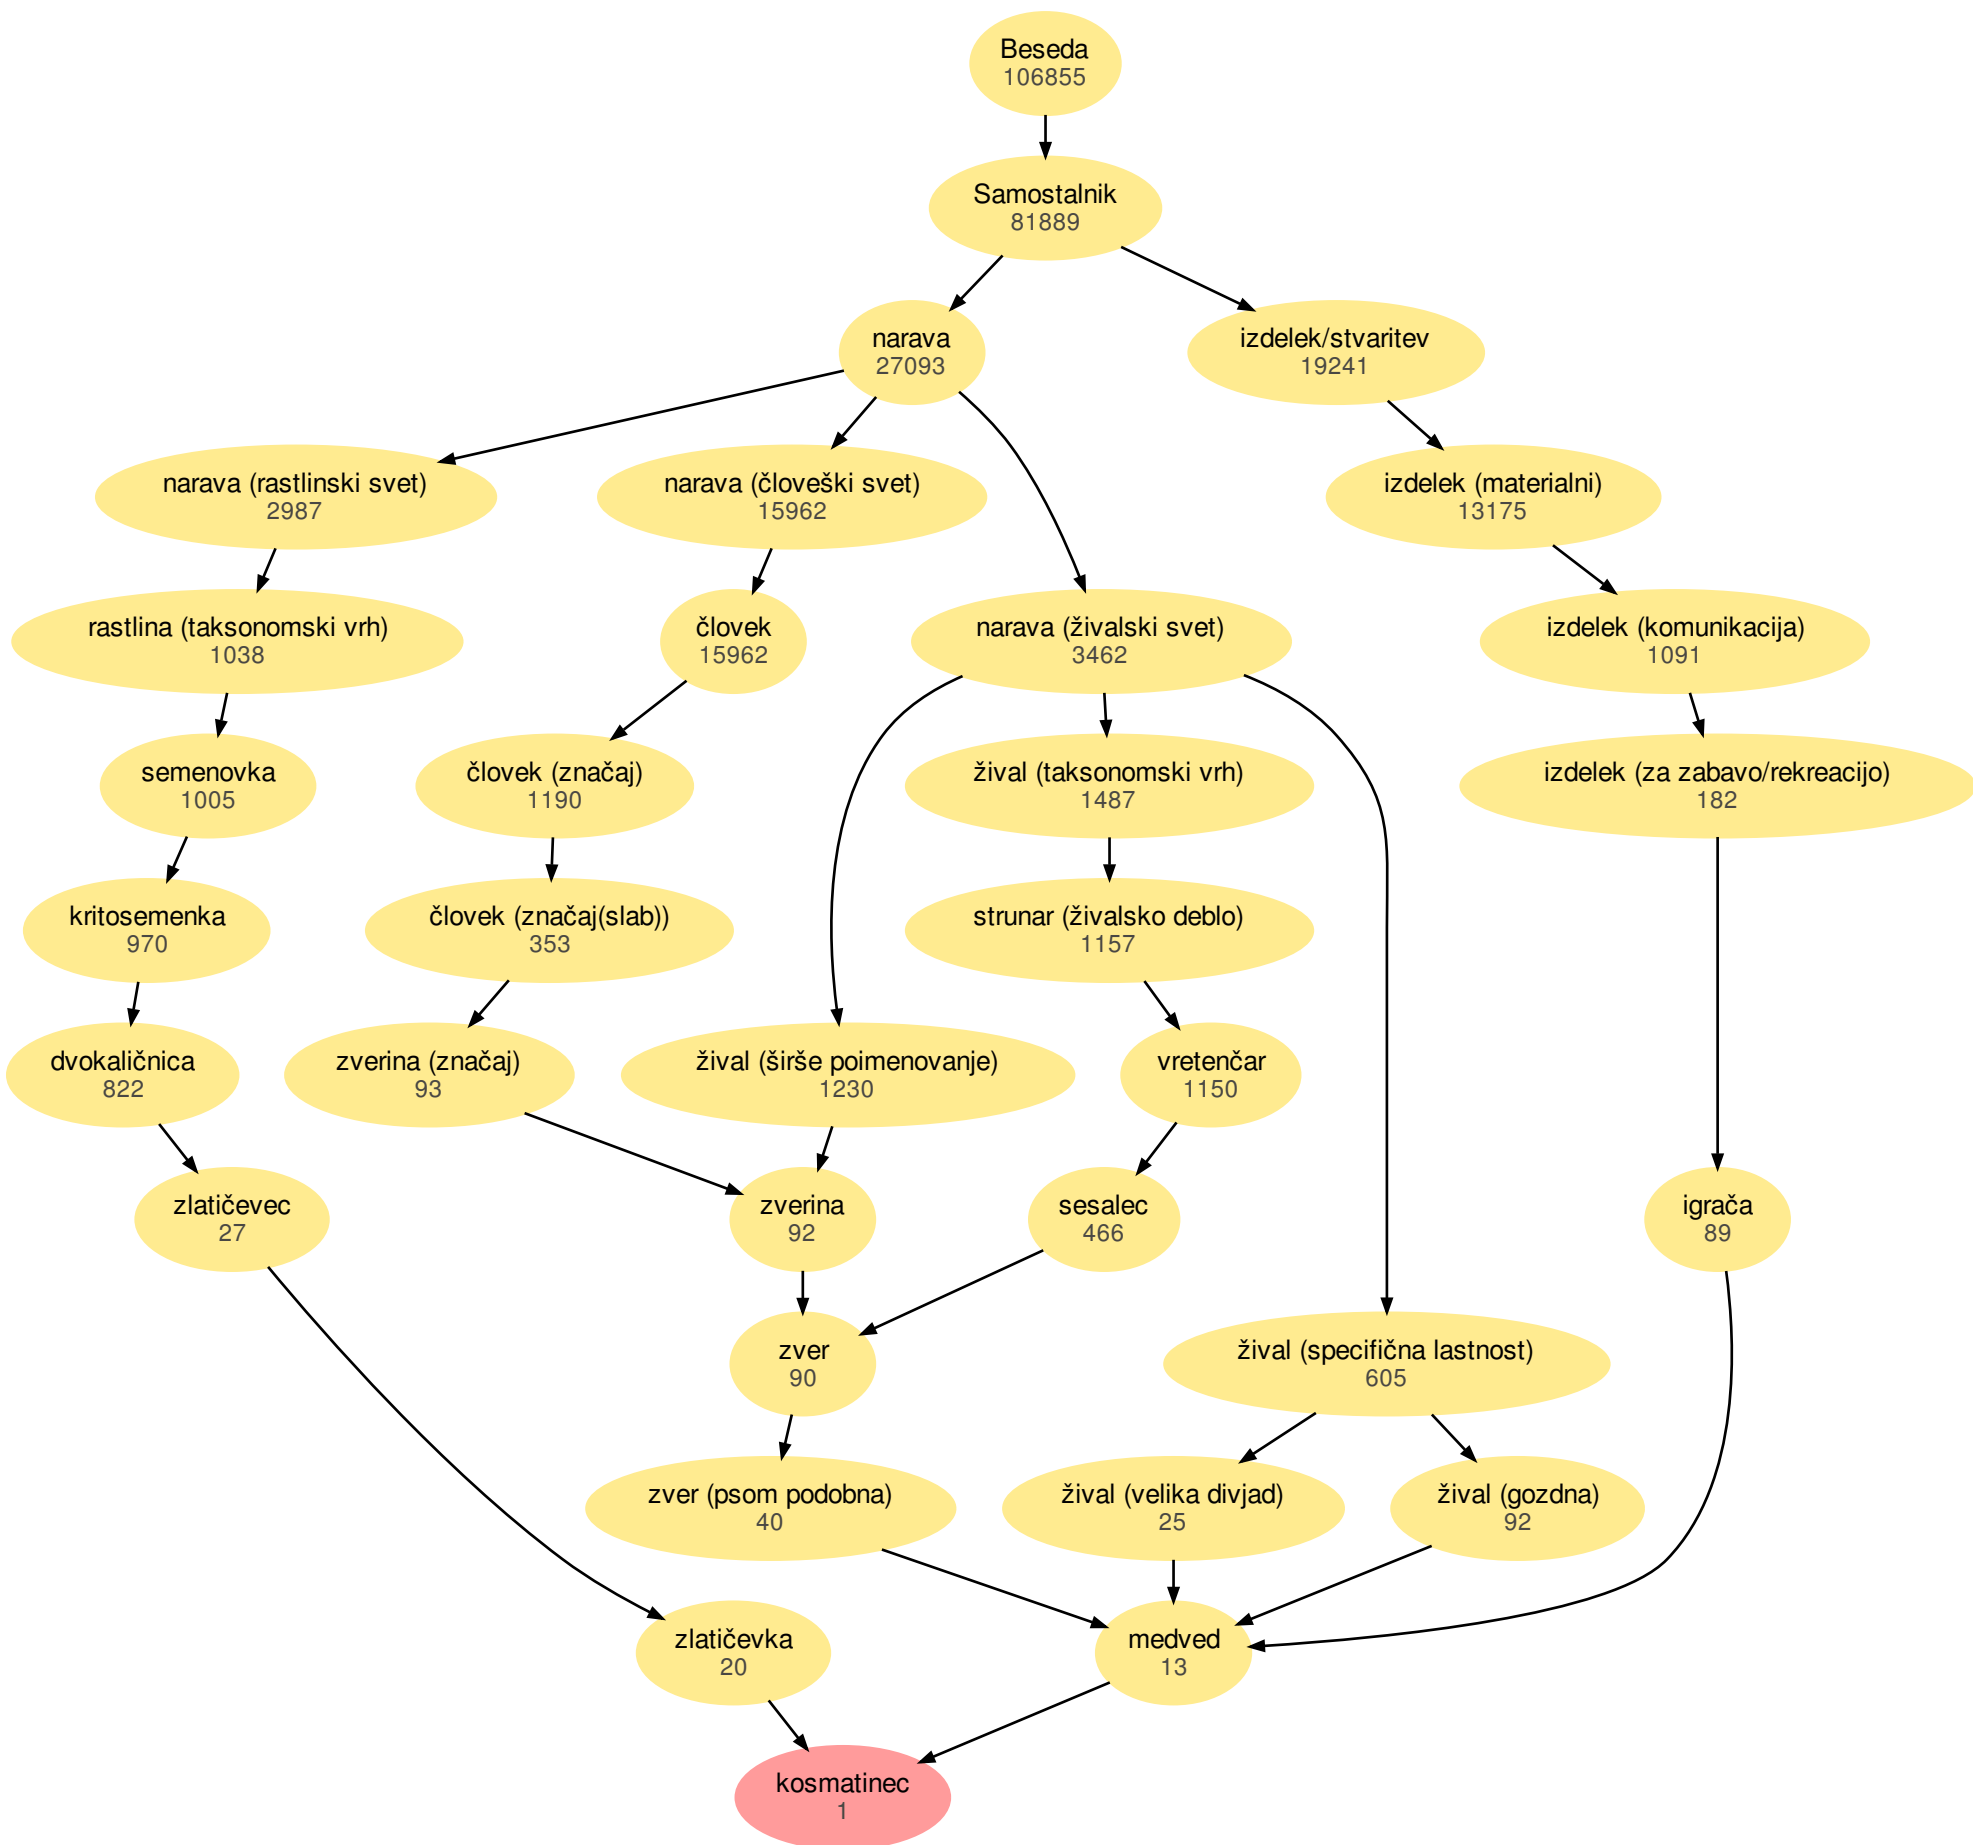 Beseda
106855
Samostalnik
81889
narava
27093
izdelek/stvaritev
19241
narava (rastlinski svet)
2987
narava (človeški svet)
15962
izdelek (materialni)
13175
rastlina (taksonomski vrh)
1038
človek
15962
narava (živalski svet)
3462
izdelek (komunikacija)
1091
semenovka
1005
človek (značaj)
1190
žival (taksonomski vrh)
1487
izdelek (za zabavo/rekreacijo)
182
kritosemenka
970
človek (značaj(slab))
353
strunar (živalsko deblo)
1157
dvokaličnica
822
zverina (značaj)
93
žival (širše poimenovanje)
1230
vretenčar
1150
zlatičevec
27
zverina
92
sesalec
466
igrača
89
zver
90
žival (specifična lastnost)
605
zver (psom podobna)
40
žival (velika divjad)
25
žival (gozdna)
92
zlatičevka
20
medved
13
kosmatinec
1